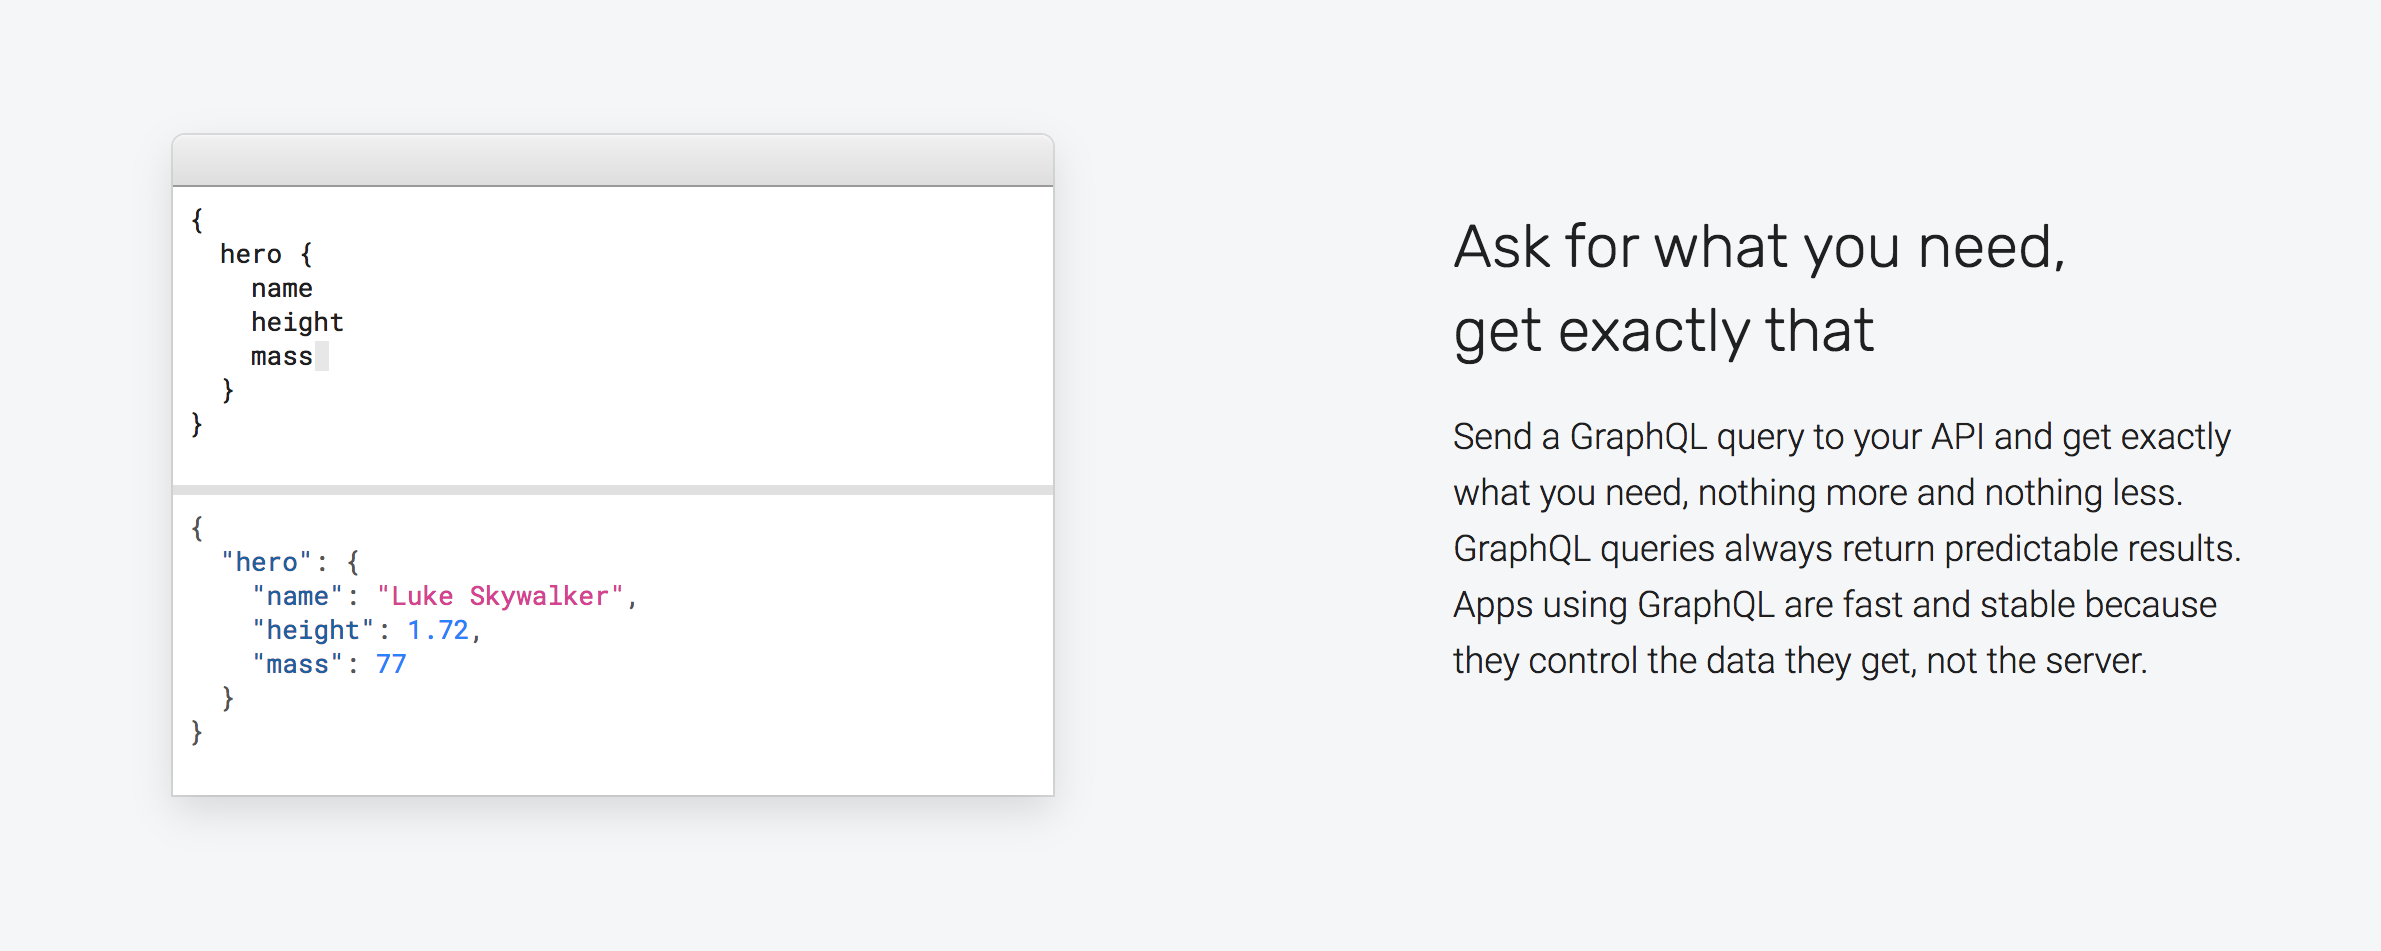 {
  hero {
    name
    height
    mass
  }
}
{
  "hero": {
    "name": "Luke Skywalker",
    "height": 1.72,
    "mass": 77
  }
}
Ask for what you need,
get exactly that
Send a GraphQL query to your API and get exactly
what you need, nothing more and nothing less.
GraphQL queries always return predictable results.
Apps using GraphQL are fast and stable because
they control the data they get, not the server.